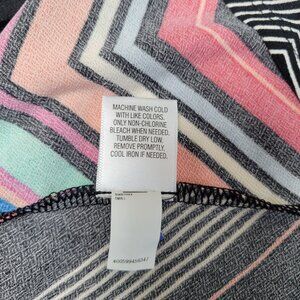 MACHINE WASH COLD
WITH LIKE COLORS,
ONLY NON-CHLORINE
BLEACH WHEN NEEDED.
TUMBLE DRY LOW.
REMOVE PROMPTLY.
COOL IRON IF NEEDED.